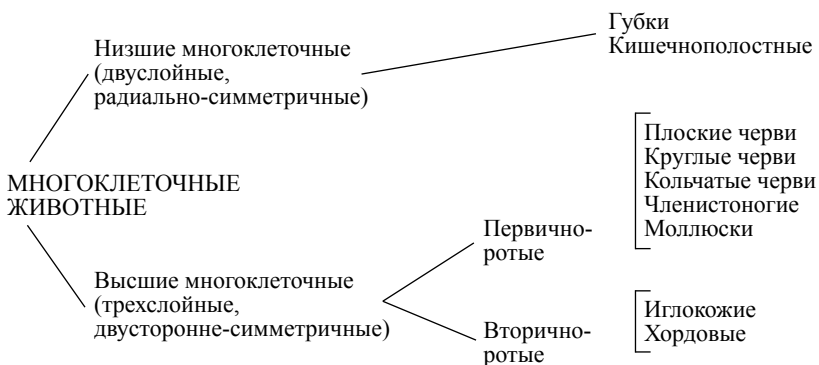 Губки
Кишечнополостные
Низшие многоклеточные
(двуслойные,
радиально-симметричные)
МНОГОКЛЕТОЧНЫЕ
ЖИВОТНЫЕ
Плоские черви
Круглые черви
Кольчатые черви
Членистоногие
Моллюски
Первично-
ротые
Высшие многоклеточные
(трехслойные,
двусторонне-симметричные)
Вторично-
ротые
Иглокожие
Хордовые